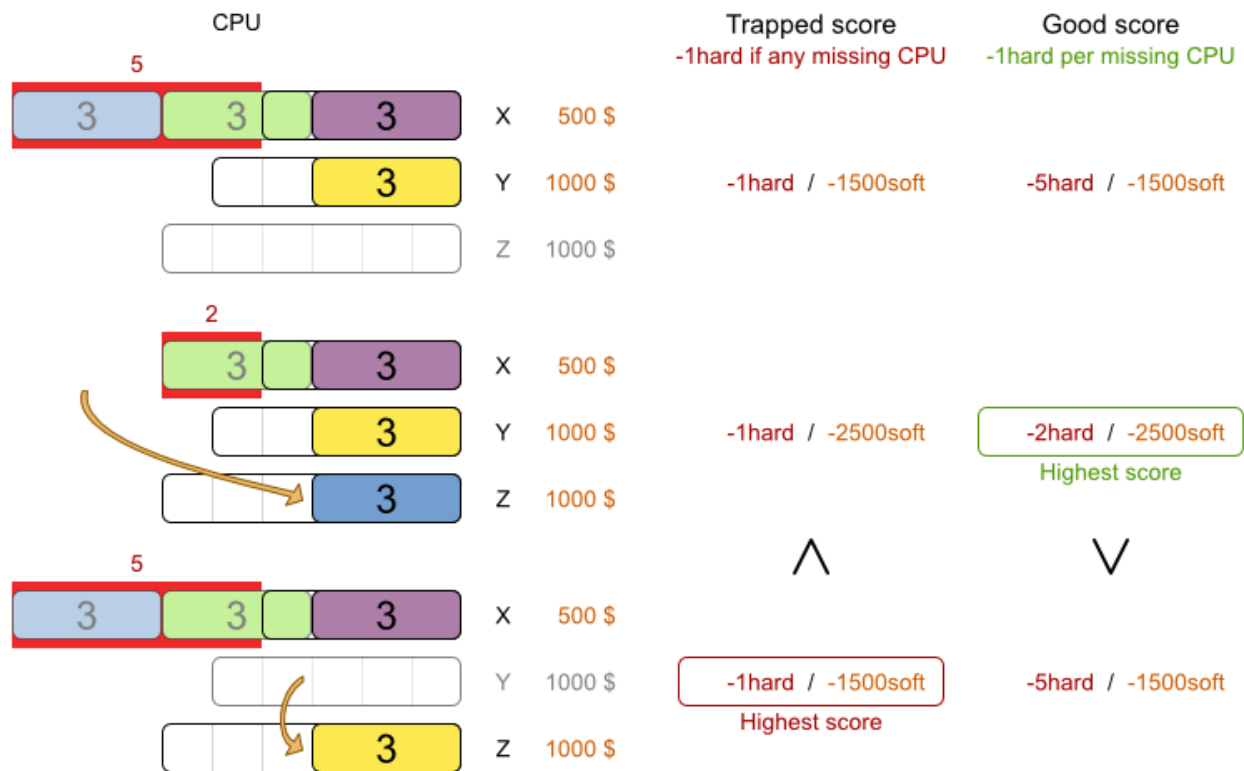 CPU Trapped score Good score
-1hard if any missing CPU -1hard per missing CPU
5
3 3 3 X 500 $
3 Y 1000 $ -1hard / -1500soft -5hard / -1500soft
Z 1000 $
2
3 3 X 500 $
3 Y 1000 $ -1hard / -2500soft -2hard / -2500soft
Highest score
3 Z 1000 $
5
3 3 3 X 500 $
Y 1000 $ -1hard / -1500soft -5hard / -1500soft
Highest score
3 Z 1000 $